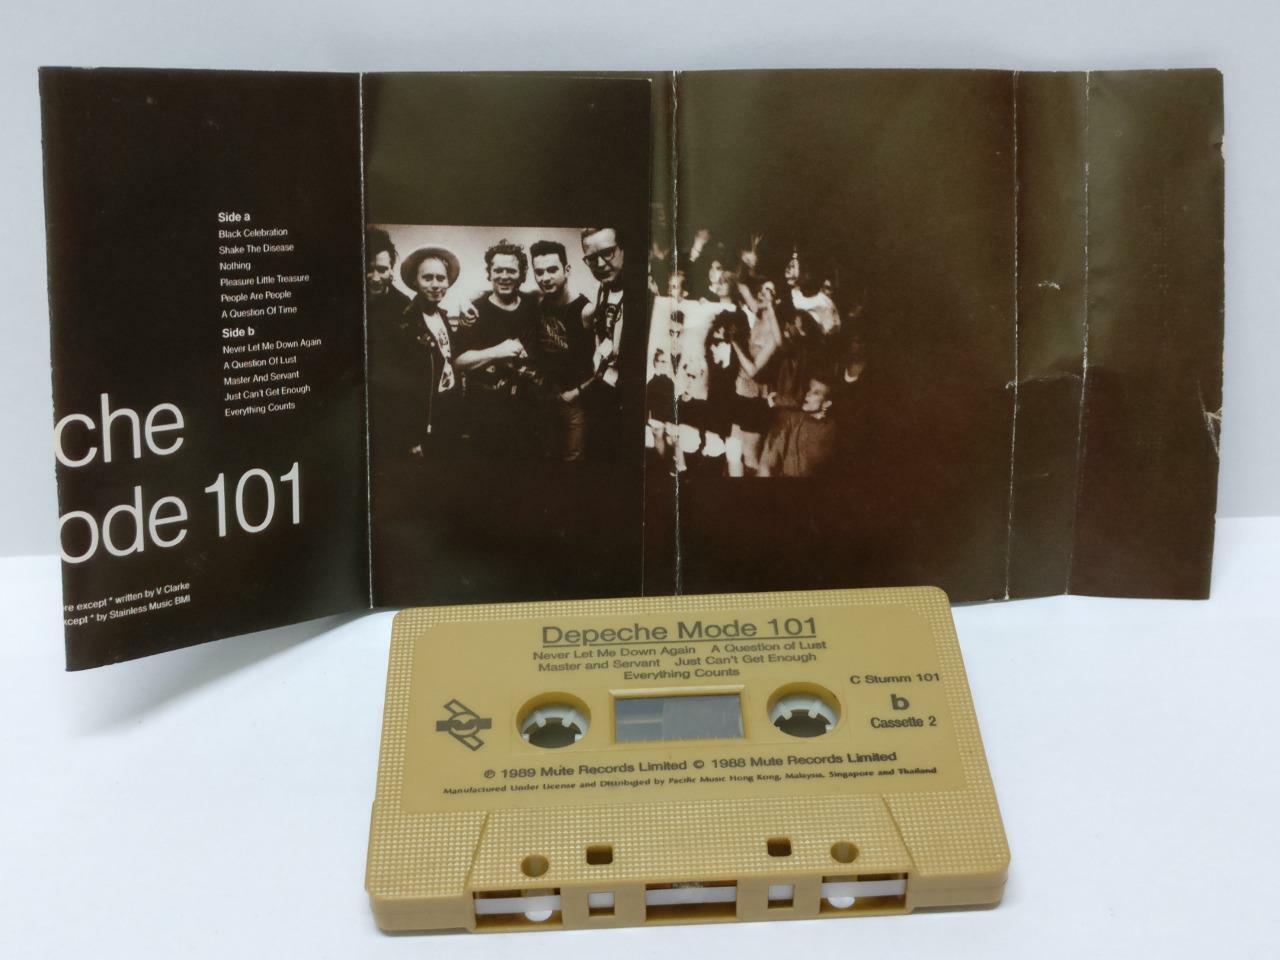 Side a
Black Celebration
Shake The Disease
Nothing
Pleasure Little Treasure
People Are People
A Question Of Time
Side b
Never Let Me Down Again
A Question Of Lust
Master And Servant
Just Can't Get Enough
Everything Counts
che
ode 101
re except * written by V Clarke
xcept * by Stainless Music BMI
Depeche Mode 101
Never Let Me Down Again A Question of Lust
Master and Servant Just Can't Get Enough
Everything Counts
C Stumm 101
b
Cassette 2
℗ 1989 Mute Records Limited © 1988 Mute Records Limited
Manufactured Under License and Distributed by Pacific Music Hong Kong, Malaysia, Singapore and Thailand